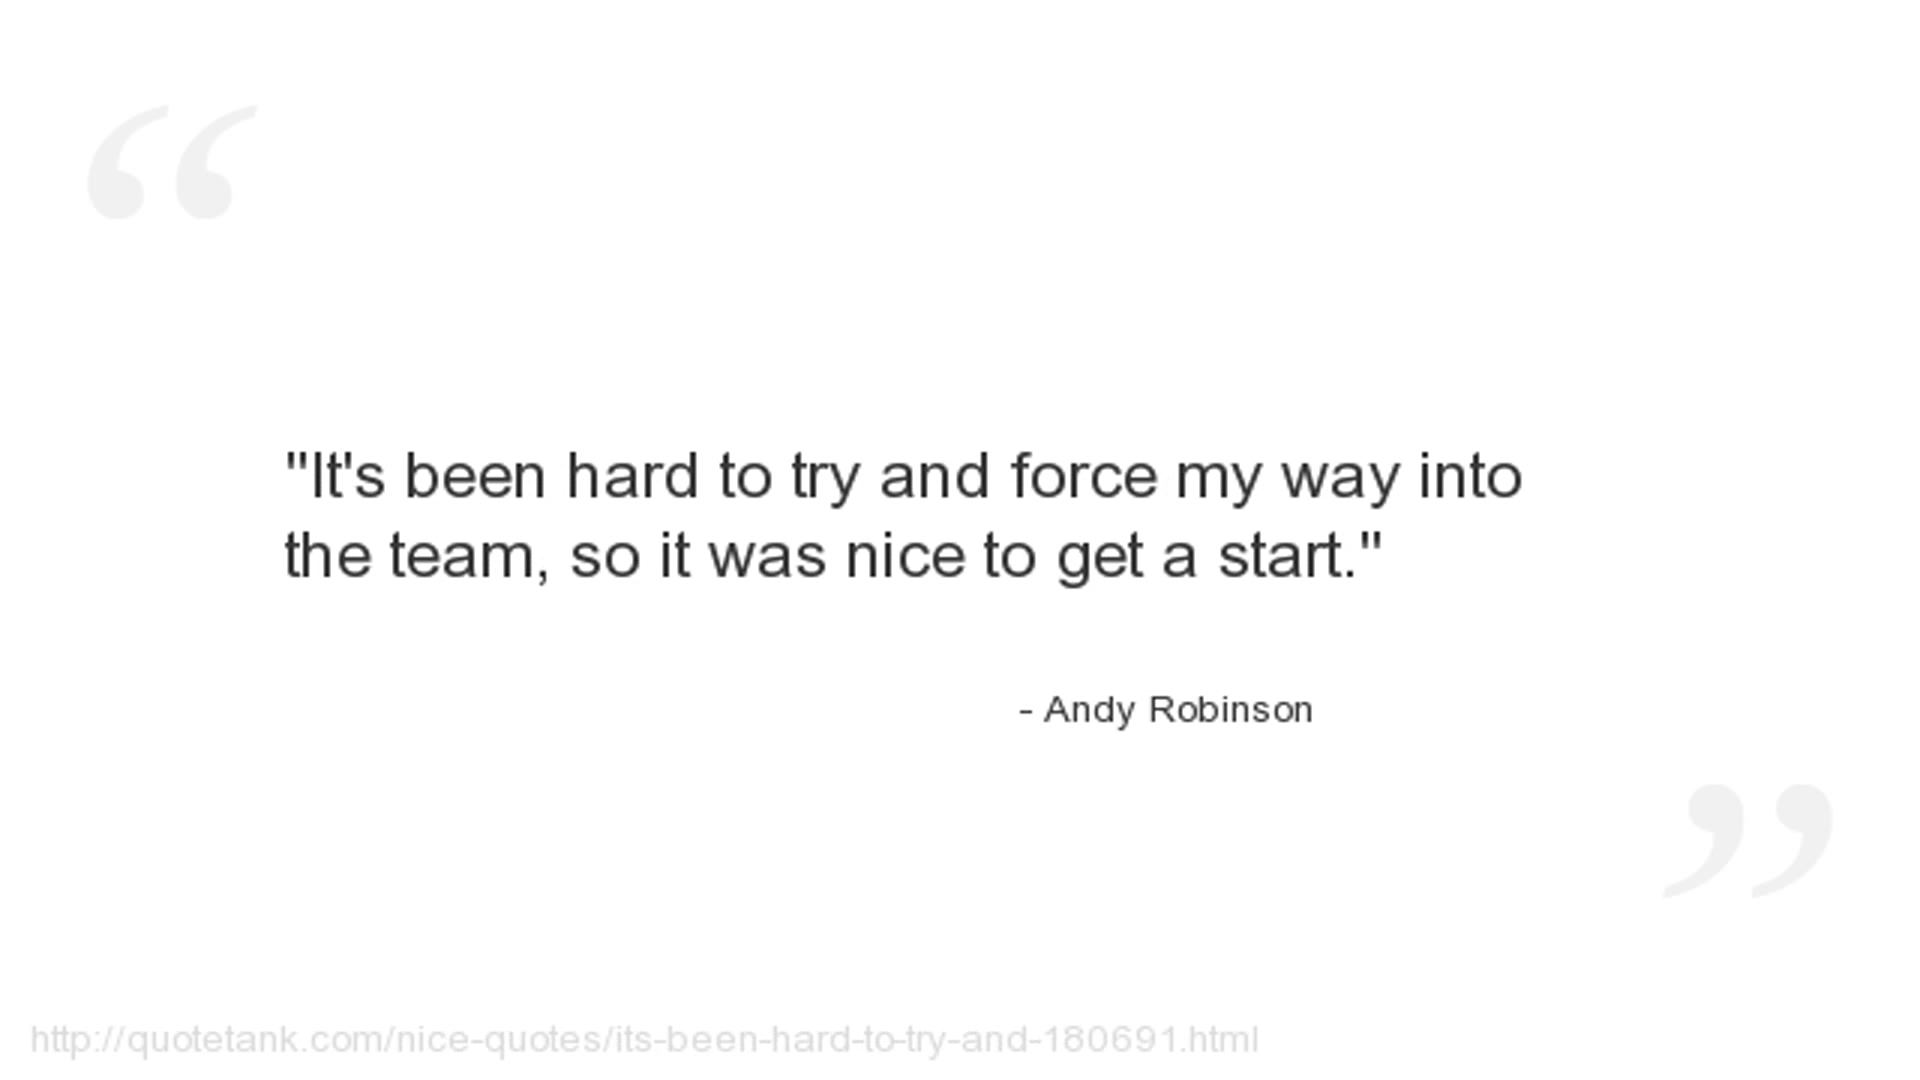 "It's been hard to try and force my way into
the team, so it was nice to get a start."
- Andy Robinson
http://quotetank.com/nice-quotes/its-been-hard-to-try-and-180691.html